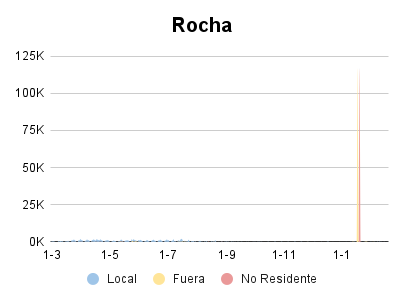 Rocha
125K
100K
75K
50K
25K
0K
1-3 1-5 1-7 1-9 1-11 1-1
Local Fuera No Residente